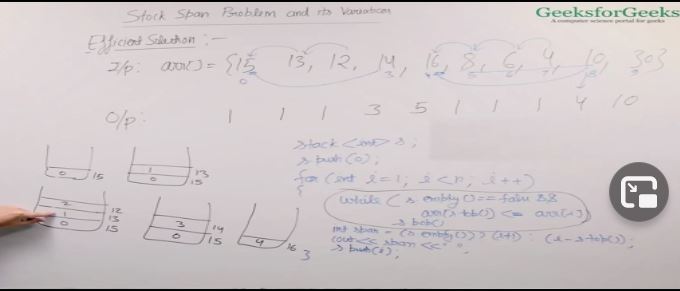 Stock Span Problem and its Variations
GeeksforGeeks
A computer science portal for geeks
Efficient Solution :-
I/p: arr[] = {15, 13, 12, 14, 16, 8, 6, 4, 10, 30}
0 3 4 5 6 7 8
O/p: 1 1 1 3 5 1 1 1 4 10
stack<int> s;
s.push(0);
for (int i=1; i<n; i++)
{
while (s.empty()==false &&
arr[s.top()] <= arr[i])
s.pop();
int span = (s.empty()) ? (i+1) : (i-s.top());
cout << span << " ";
s.push(i);
}
0 15
1 13
0 15
2 12
1 13
0 15
3 14
0 15
4 16